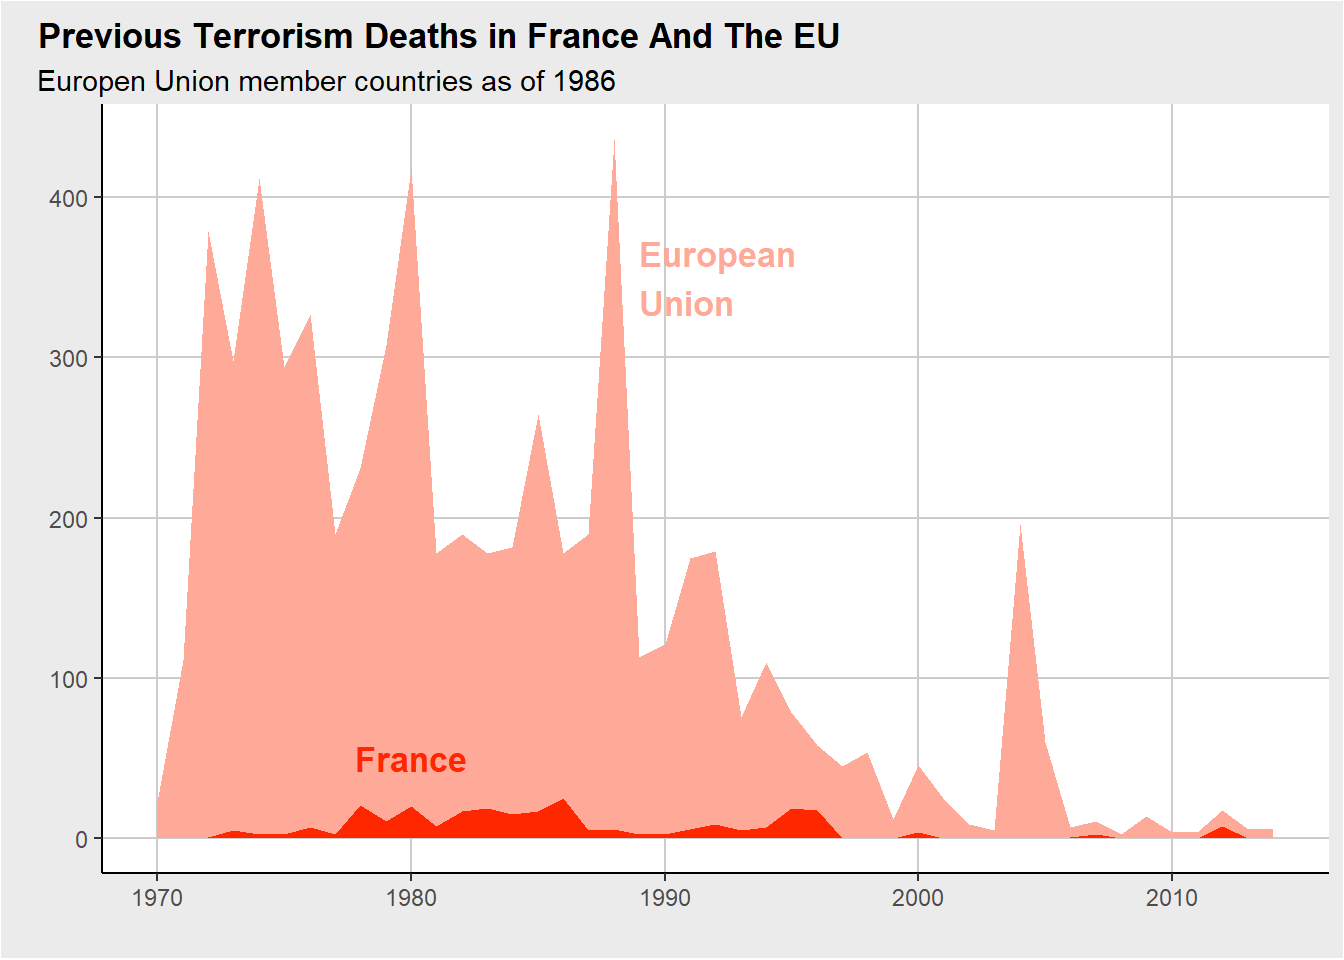 Previous Terrorism Deaths in France And The EU
Europen Union member countries as of 1986
400
European
Union
300
200
100
France
0
1970 1980 1990 2000 2010